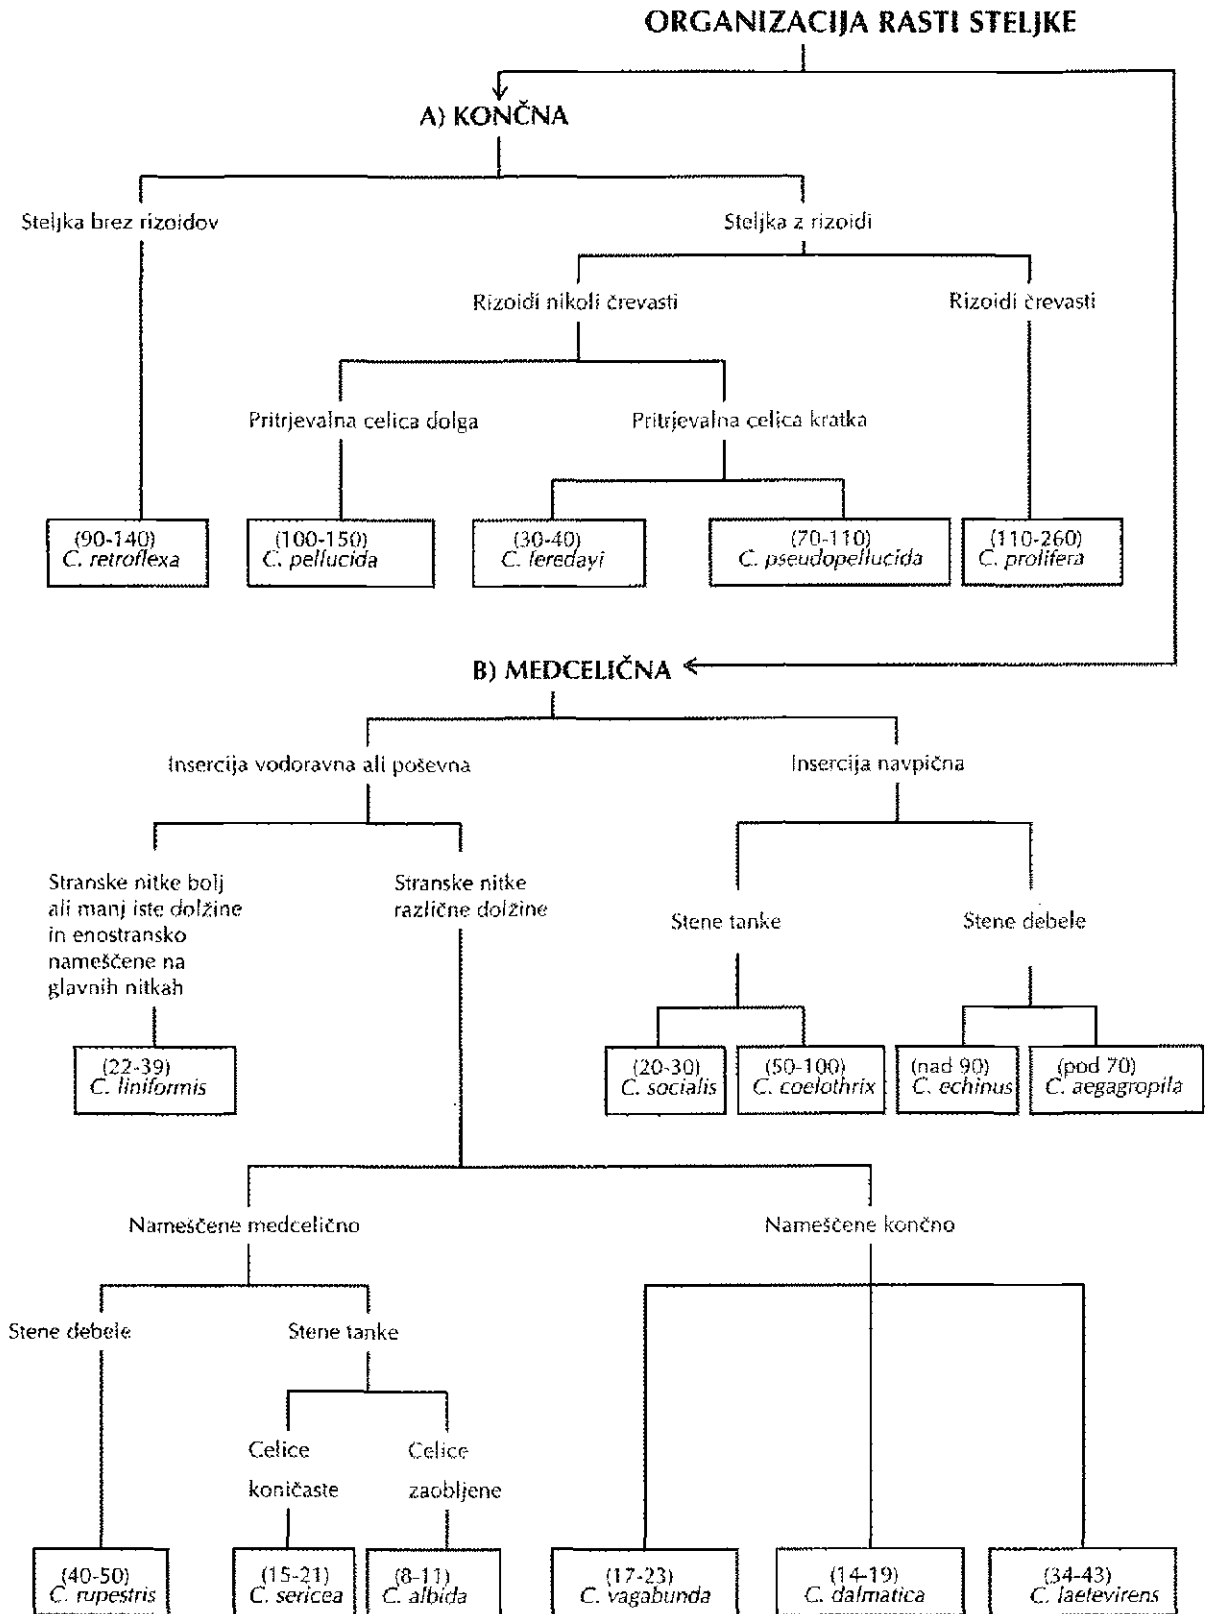 ORGANIZACIJA RASTI STELJKE
A) KONČNA
Steljka brez rizoidov
Steljka z rizoidi
Rizoidi nikoli črevasti
Rizoidi črevasti
Pritrjevalna celica dolga
Pritrjevalna celica kratka
(90-140)
C. retroflexa
(100-150)
C. pellucida
(30-40)
C. feredayi
(70-110)
C. pseudopellucida
(110-260)
C. prolifera
B) MEDCELIČNA
Insercija vodoravna ali poševna
Insercija navpična
Stranske nitke bolj
ali manj iste dolžine
in enostransko
nameščene na
glavnih nitkah
Stranske nitke
različne dolžine
Stene tanke
Stene debele
(22-39)
C. liniformis
(20-30)
C. socialis
(50-100)
C. coelothrix
(nad 90)
C. echinus
(pod 70)
C. aegagropila
Nameščene medcelično
Nameščene končno
Stene debele
Stene tanke
Celice
koničaste
Celice
zaobljene
(40-50)
C. rupestris
(15-21)
C. sericea
(8-11)
C. albida
(17-23)
C. vagabunda
(14-19)
C. dalmatica
(34-43)
C. laetevirens